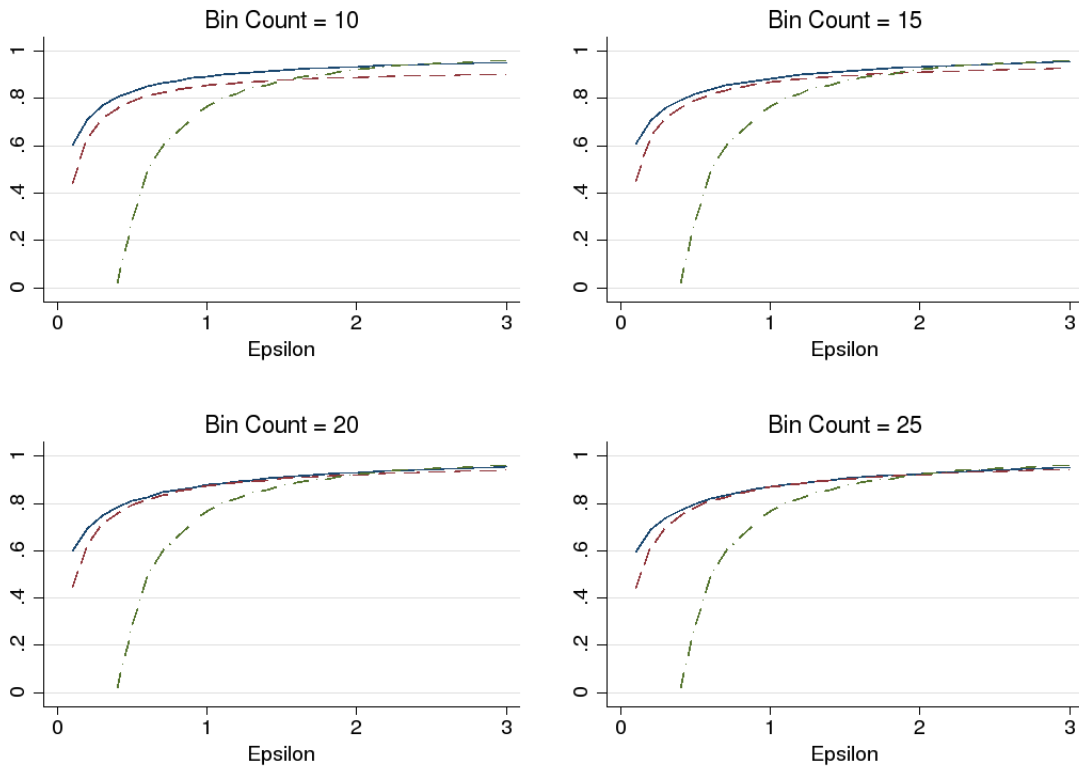 Bin Count = 10
1
.8
.6
.4
.2
0
0 1 2 3
Epsilon
Bin Count = 15
1
.8
.6
.4
.2
0
0 1 2 3
Epsilon
Bin Count = 20
1
.8
.6
.4
.2
0
0 1 2 3
Epsilon
Bin Count = 25
1
.8
.6
.4
.2
0
0 1 2 3
Epsilon